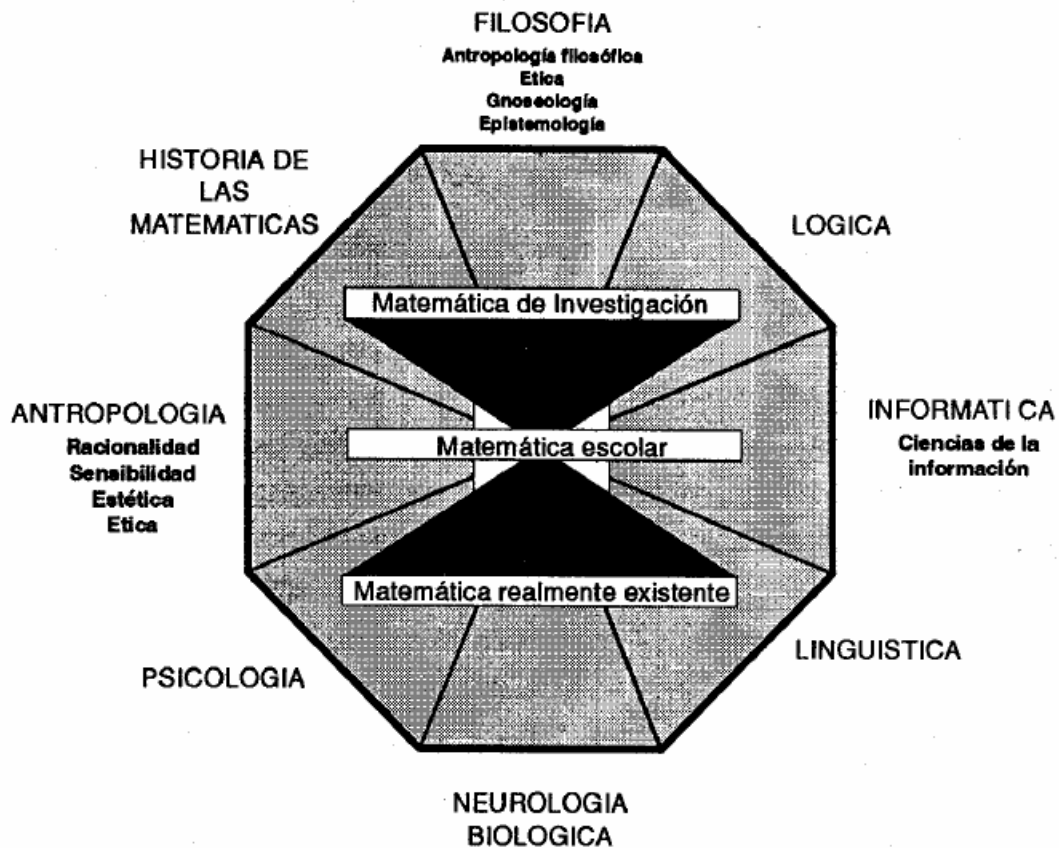 FILOSOFIA
Antropología filosófica
Etica
Gnoseología
Epistemología
HISTORIA DE
LAS
MATEMATICAS
LOGICA
Matemática de Investigación
ANTROPOLOGIA
Racionalidad
Sensibilidad
Estética
Etica
Matemática escolar
INFORMATI CA
Ciencias de la
información
Matemática realmente existente
PSICOLOGIA
LINGUISTICA
NEUROLOGIA
BIOLOGICA